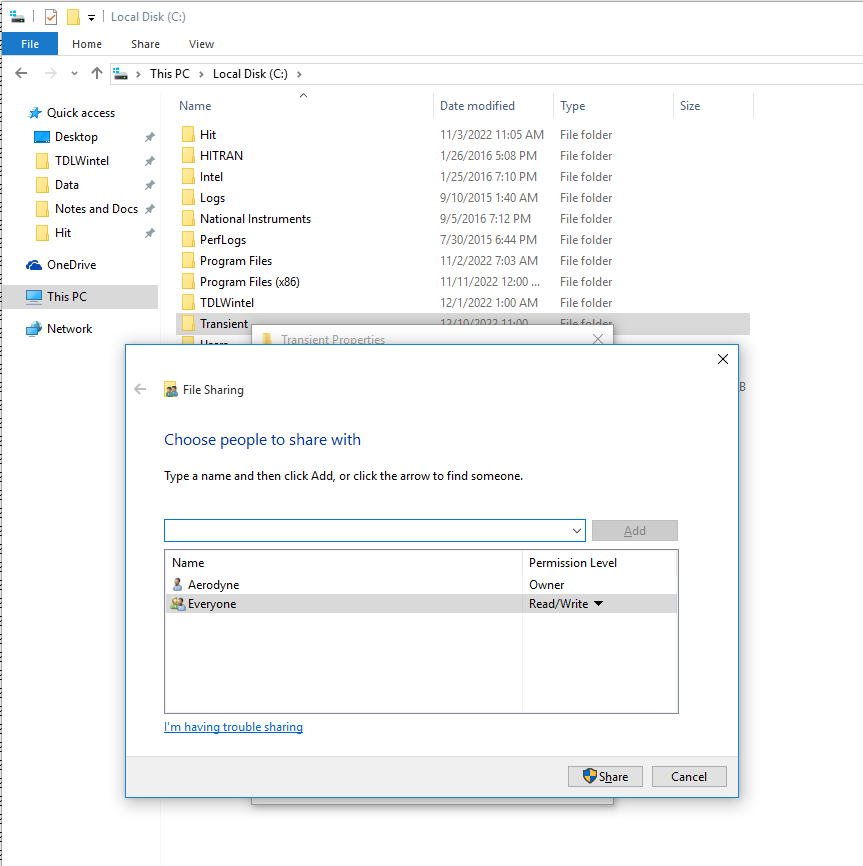 Local Disk (C:)
File Home Share View
This PC Local Disk (C:)
Name Date modified Type Size
Quick access
Desktop
TDLWintel
Data
Notes and Docs
Hit
OneDrive
This PC
Network
Hit 11/3/2022 11:05 AM File folder
HITRAN 1/26/2016 5:08 PM File folder
Intel 1/25/2016 7:10 PM File folder
Logs 9/10/2015 1:40 AM File folder
National Instruments 9/5/2016 7:12 PM File folder
PerfLogs 7/30/2015 6:44 PM File folder
Program Files 11/2/2022 7:03 AM File folder
Program Files (x86) 11/11/2022 12:00 ... File folder
TDLWintel 12/1/2022 1:00 AM File folder
Transient 12/10/2022 11:00 File folder
Users
Transient Properties
B
File Sharing
Choose people to share with
Type a name and then click Add, or click the arrow to find someone.
Add
Name Permission Level
Aerodyne Owner
Everyone Read/Write
I'm having trouble sharing
Share Cancel